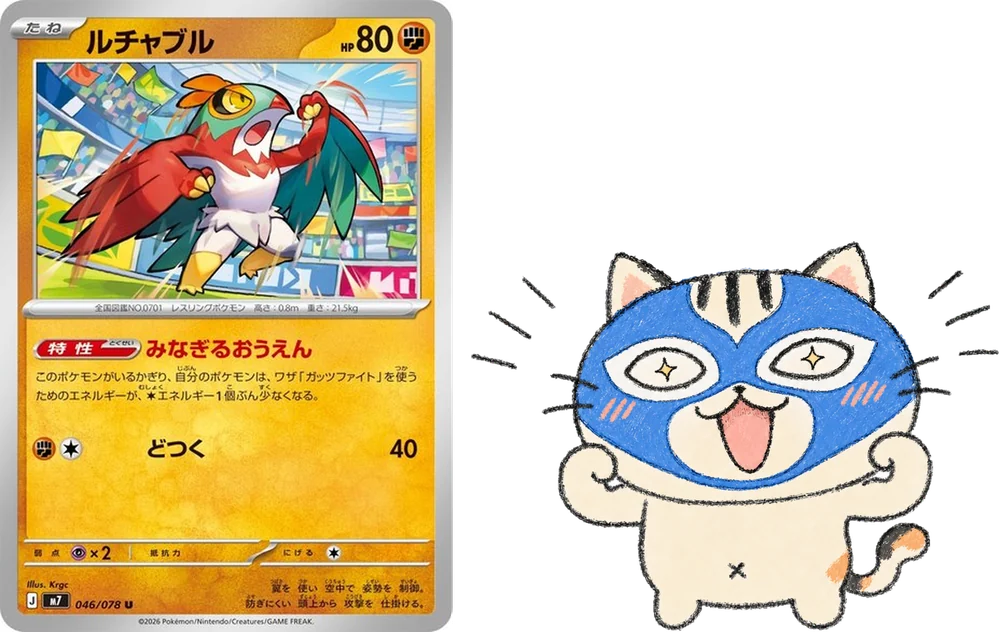 たね
ルチャブル
HP 80
全国図鑑NO.0701 レスリングポケモン 高さ：0.8m 重さ：21.5kg
特性 とくせい みなぎるおうえん
このポケモンがいるかぎり、自分のポケモンは、ワザ「ガッツファイト」を使う
ためのエネルギーが、エネルギー1個ぶん少なくなる。
どつく 40
弱点 ×2 抵抗力 にげる
Illus. Krgc
翼を 使い 空中で 姿勢を 制御。
防ぎにくい 頭上から 攻撃を 仕掛ける。
J M7 046/078 U
©2026 Pokémon/Nintendo/Creatures/GAME FREAK.